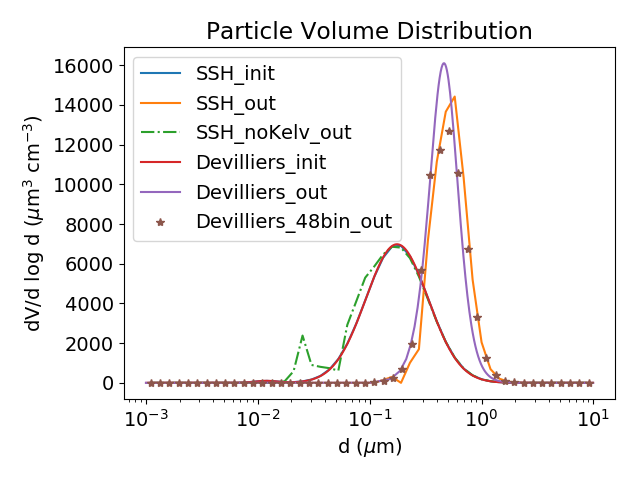 Particle Volume Distribution
dV/d log d (μm³ cm⁻³)
16000
14000
12000
10000
8000
6000
4000
2000
0
SSH_init
SSH_out
SSH_noKelv_out
Devilliers_init
Devilliers_out
Devilliers_48bin_out
10⁻³ 10⁻² 10⁻¹ 10⁰ 10¹
d (μm)